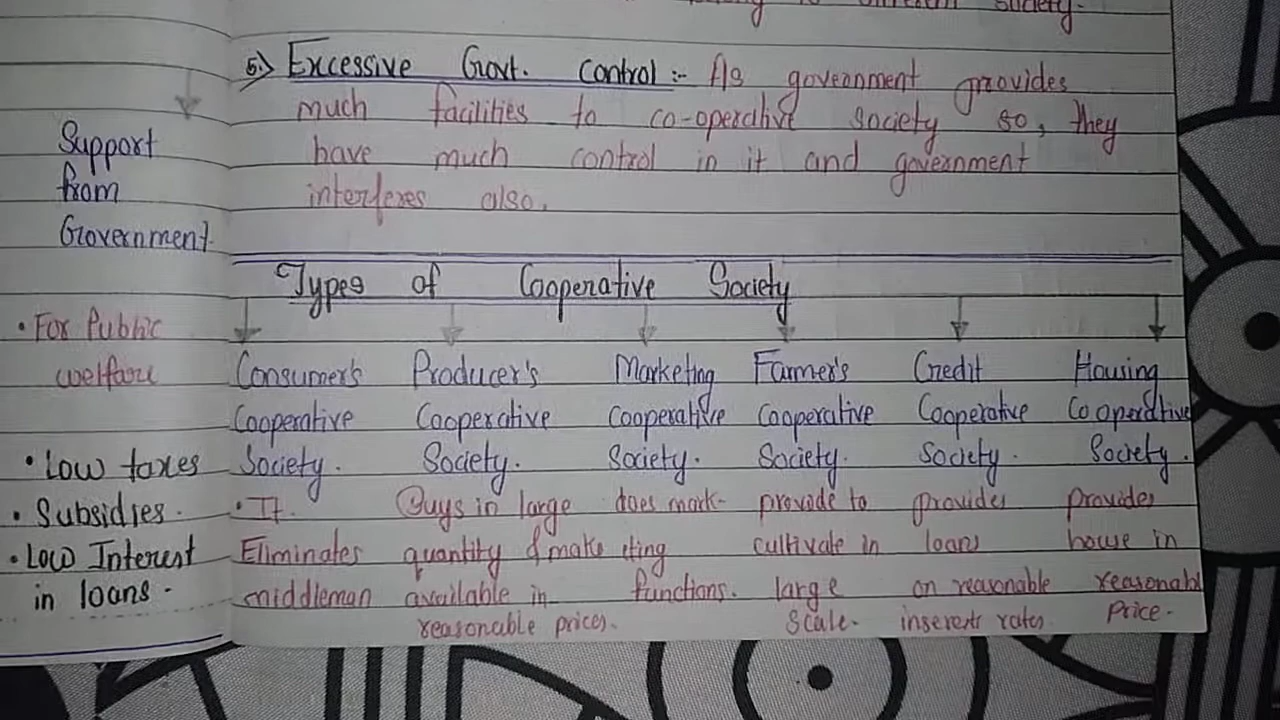 society.
5.) Excessive Govt. control :- As government provides
much facilities to co-operative society so, they
have much control in it and government
interferes also.
Support
from
Government.
• For Public
welfare
• Low taxes
• Subsidies.
• Low Interest
in loans.
Types of Cooperative Society
Consumer's
Cooperative
Society.
• It
Eliminates
middleman
Producer's
Cooperative
Society.
Buys in large
quantity & make
available in
reasonable prices.
Marketing
Cooperative
Society.
does mark-
eting
functions.
Farmer's
Cooperative
Society.
provode to
cultivate in
large
Scale.
Credit
Cooperative
Society.
provides
loans
on reasonable
inserert rates.
Housing
Cooperative
Society.
provides
house in
reasonabl
Price.